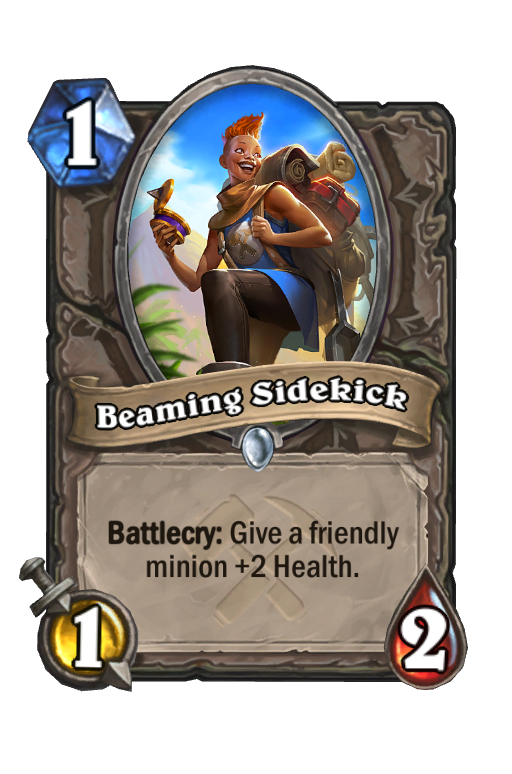 1
Beaming Sidekick
Battlecry: Give a friendly
minion +2 Health.
1
2